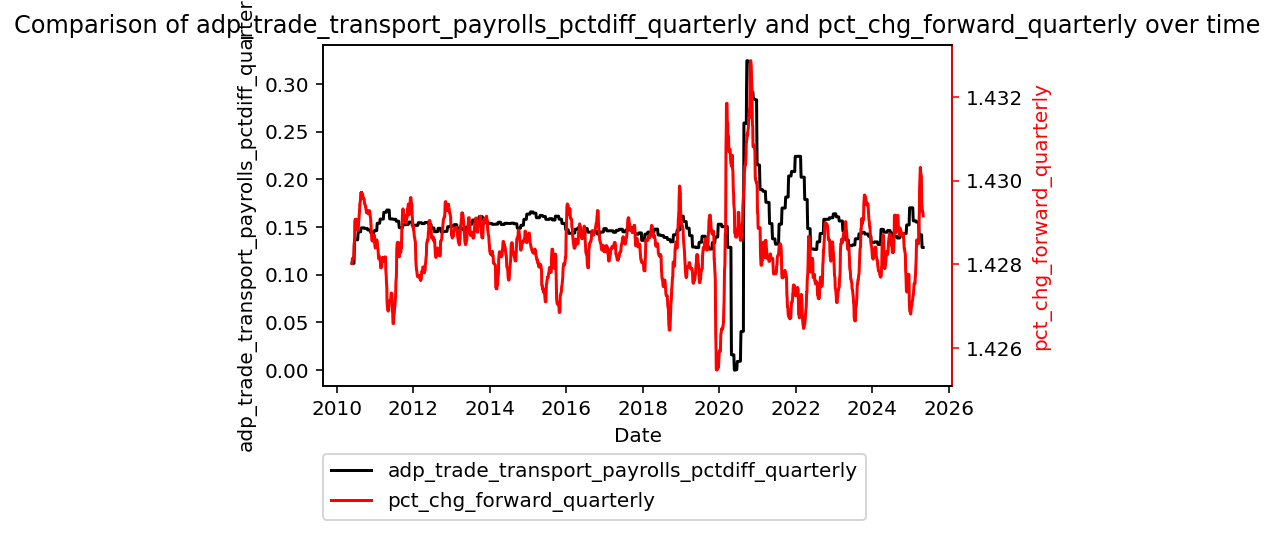 Comparison of adp_trade_transport_payrolls_pctdiff_quarterly and pct_chg_forward_quarterly over time
adp_trade_transport_payrolls_pctdiff_quarter
0.30
0.25
0.20
0.15
0.10
0.05
0.00
1.432
1.430
1.428
1.426
pct_chg_forward_quarterly
2010 2012 2014 2016 2018 2020 2022 2024 2026
Date
adp_trade_transport_payrolls_pctdiff_quarterly
pct_chg_forward_quarterly